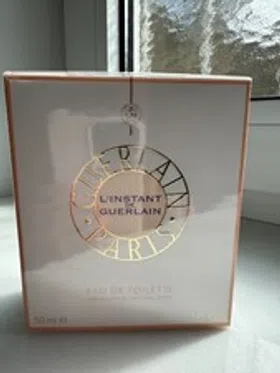 GUERLAIN
L'INSTANT
DE
GUERLAIN
PARIS
EAU DE TOILETTE
50 ml e